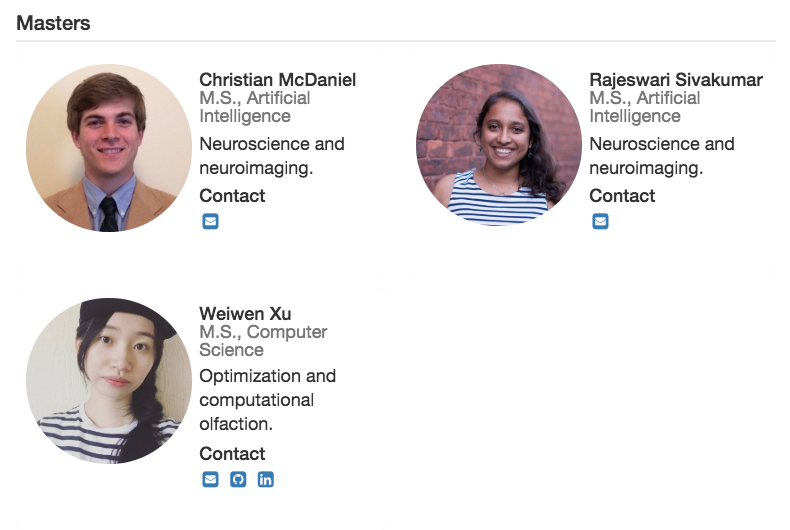 Masters
Christian McDaniel
M.S., Artificial
Intelligence
Neuroscience and
neuroimaging.
Contact
Rajeswari Sivakumar
M.S., Artificial
Intelligence
Neuroscience and
neuroimaging.
Contact
Weiwen Xu
M.S., Computer
Science
Optimization and
computational
olfaction.
Contact